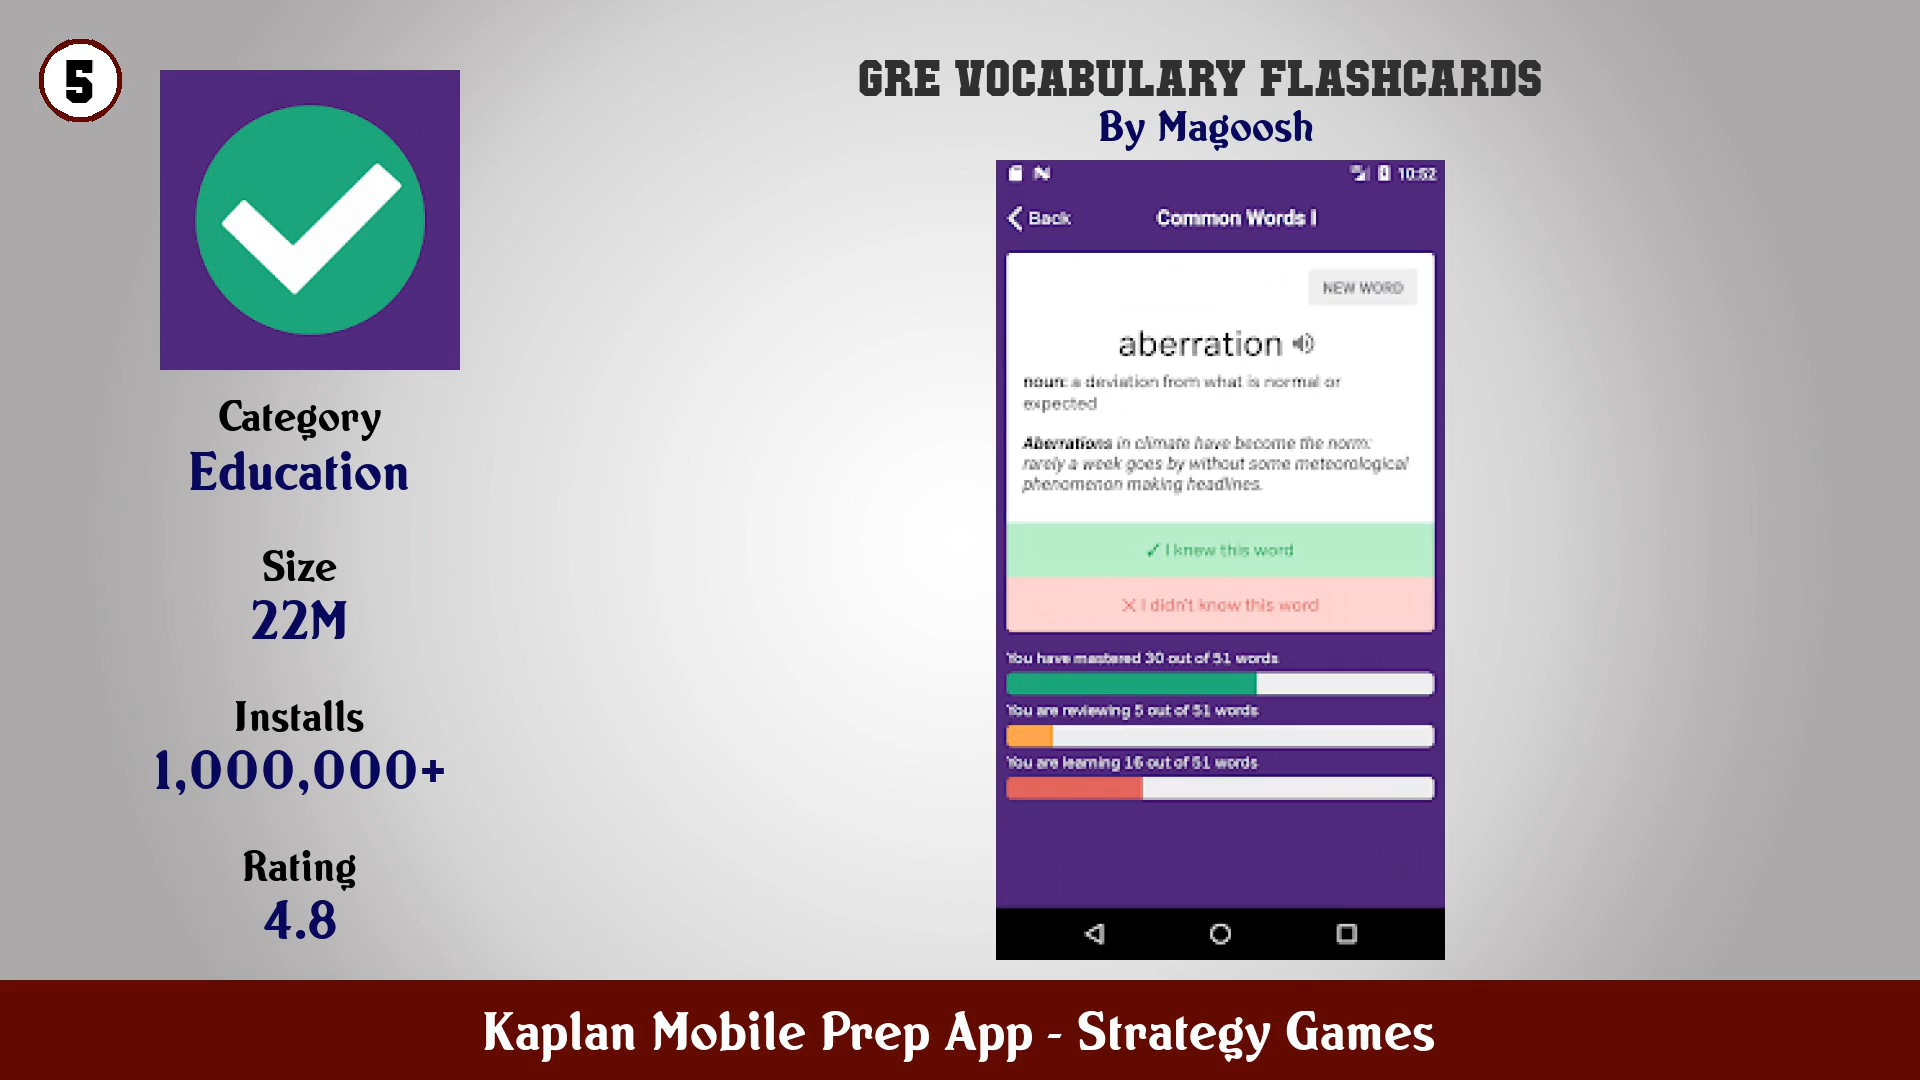 5
GRE VOCABULARY FLASHCARDS
By Magoosh
Category
Education
Size
22M
Installs
1,000,000+
Rating
4.8
10:52
Back
Common Words I
NEW WORD
aberration
noun: a deviation from what is normal or
expected
Aberrations in climate have become the norm:
rarely a week goes by without some meteorological
phenomenon making headlines.
✓ I knew this word
✕ I didn't know this word
You have mastered 30 out of 51 words
You are reviewing 5 out of 51 words
You are learning 16 out of 51 words
Kaplan Mobile Prep App - Strategy Games